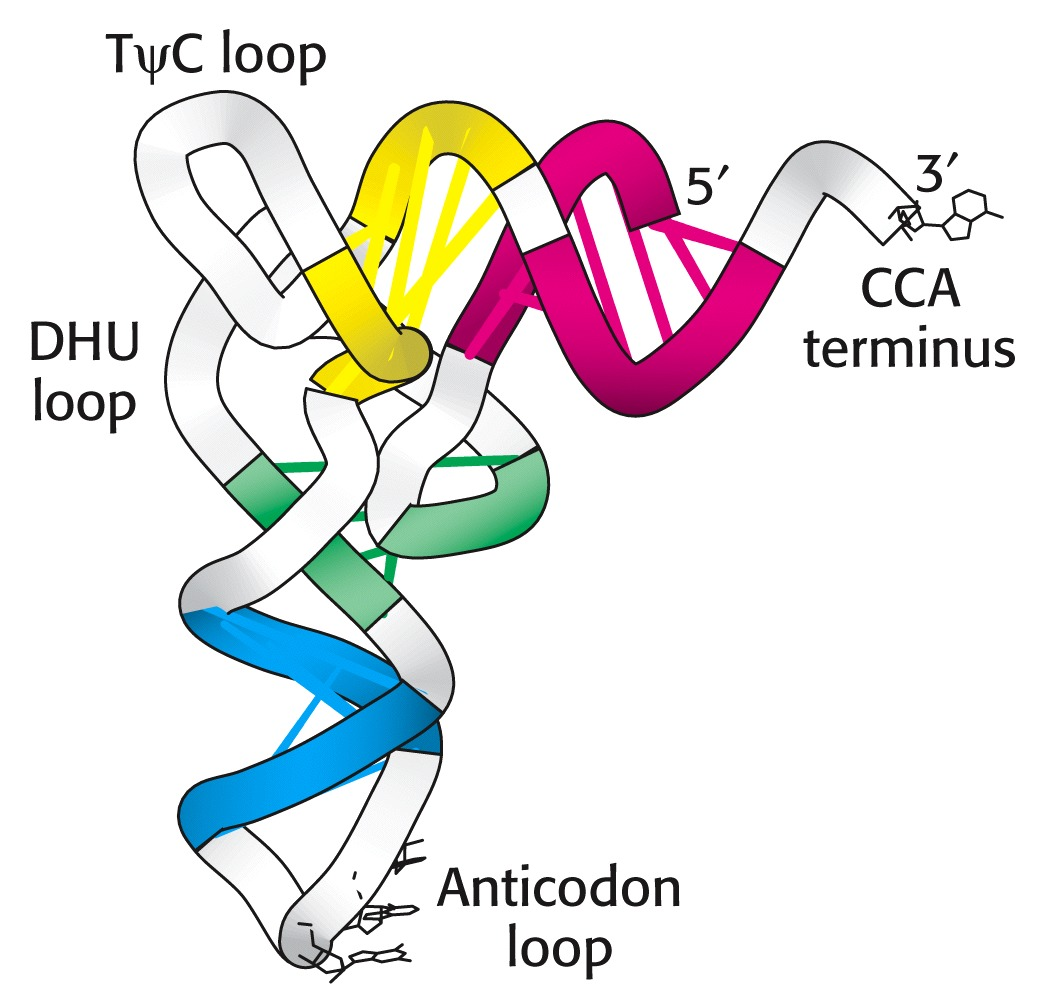 TψC loop
5′
3′
CCA
terminus
DHU
loop
Anticodon
loop